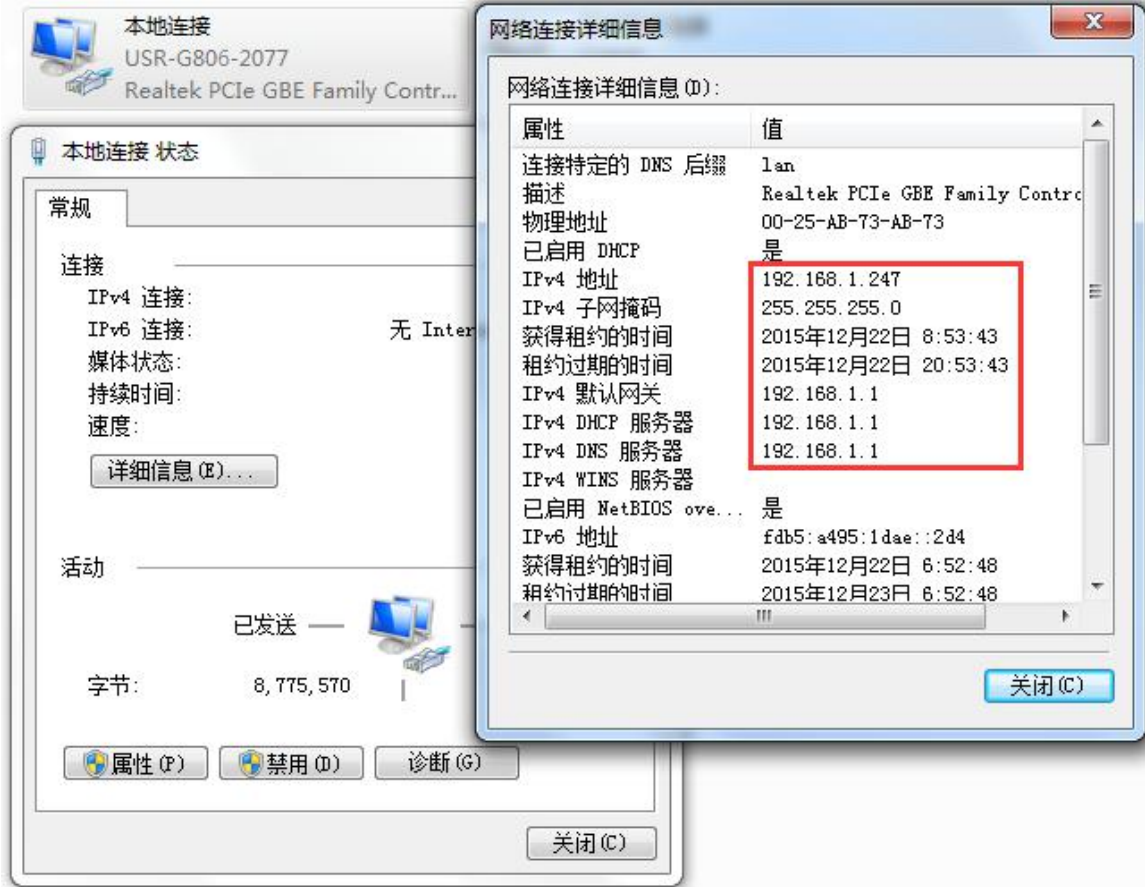 本地连接
USR-G806-2077
Realtek PCIe GBE Family Contr...
本地连接 状态
常规
连接
IPv4 连接:
IPv6 连接: 无 Inter
媒体状态:
持续时间:
速度:
详细信息(E)...
活动
已发送
字节: 8,775,570
属性(P) 禁用(D) 诊断(G)
关闭(C)
网络连接详细信息
网络连接详细信息(D):
属性 值
连接特定的 DNS 后缀 lan
描述 Realtek PCIe GBE Family Contro
物理地址 00-25-AB-73-AB-73
已启用 DHCP 是
IPv4 地址 192.168.1.247
IPv4 子网掩码 255.255.255.0
获得租约的时间 2015年12月22日 8:53:43
租约过期的时间 2015年12月22日 20:53:43
IPv4 默认网关 192.168.1.1
IPv4 DHCP 服务器 192.168.1.1
IPv4 DNS 服务器 192.168.1.1
IPv4 WINS 服务器
已启用 NetBIOS ove... 是
IPv6 地址 fdb5:a495:1dae::2d4
获得租约的时间 2015年12月22日 6:52:48
租约过期的时间 2015年12月23日 6:52:48
关闭(C)